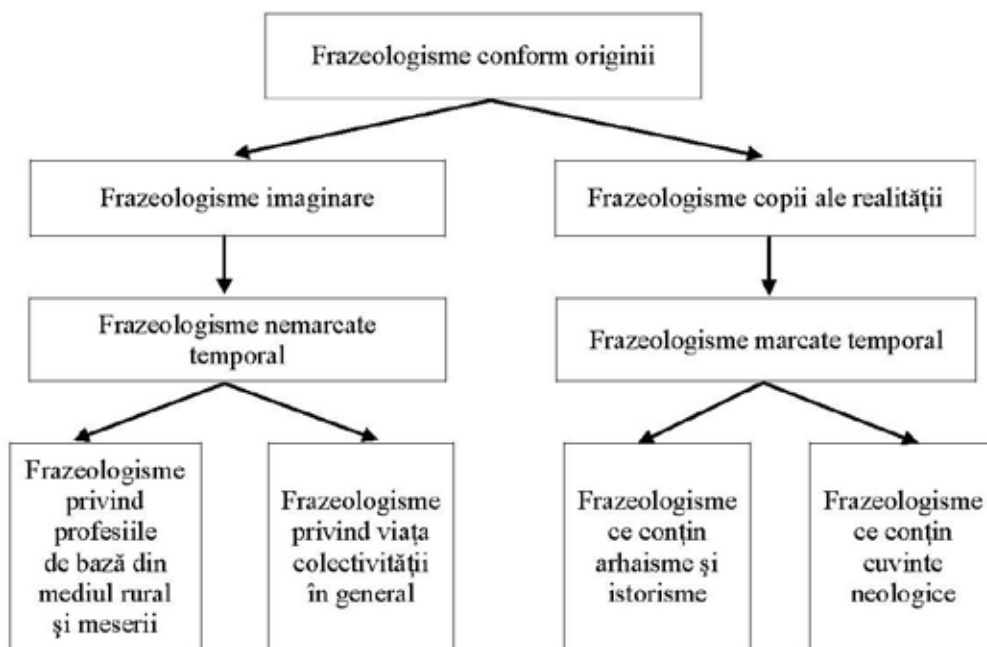 Frazeologisme conform originii
Frazeologisme imaginare
Frazeologisme copii ale realității
Frazeologisme nemarcate
temporal
Frazeologisme marcate temporal
Frazeologisme
privind
profesiile
de bază din
mediul rural
şi meserii
Frazeologisme
privind viața
colectivității
în general
Frazeologisme
ce conțin
arhaisme şi
istorisme
Frazeologisme
ce conțin
cuvinte
neologice